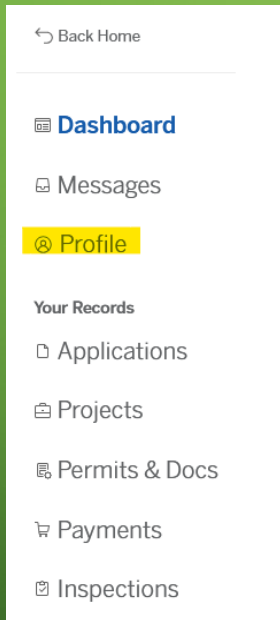 Back Home
Dashboard
Messages
Profile
Your Records
Applications
Projects
Permits & Docs
Payments
Inspections